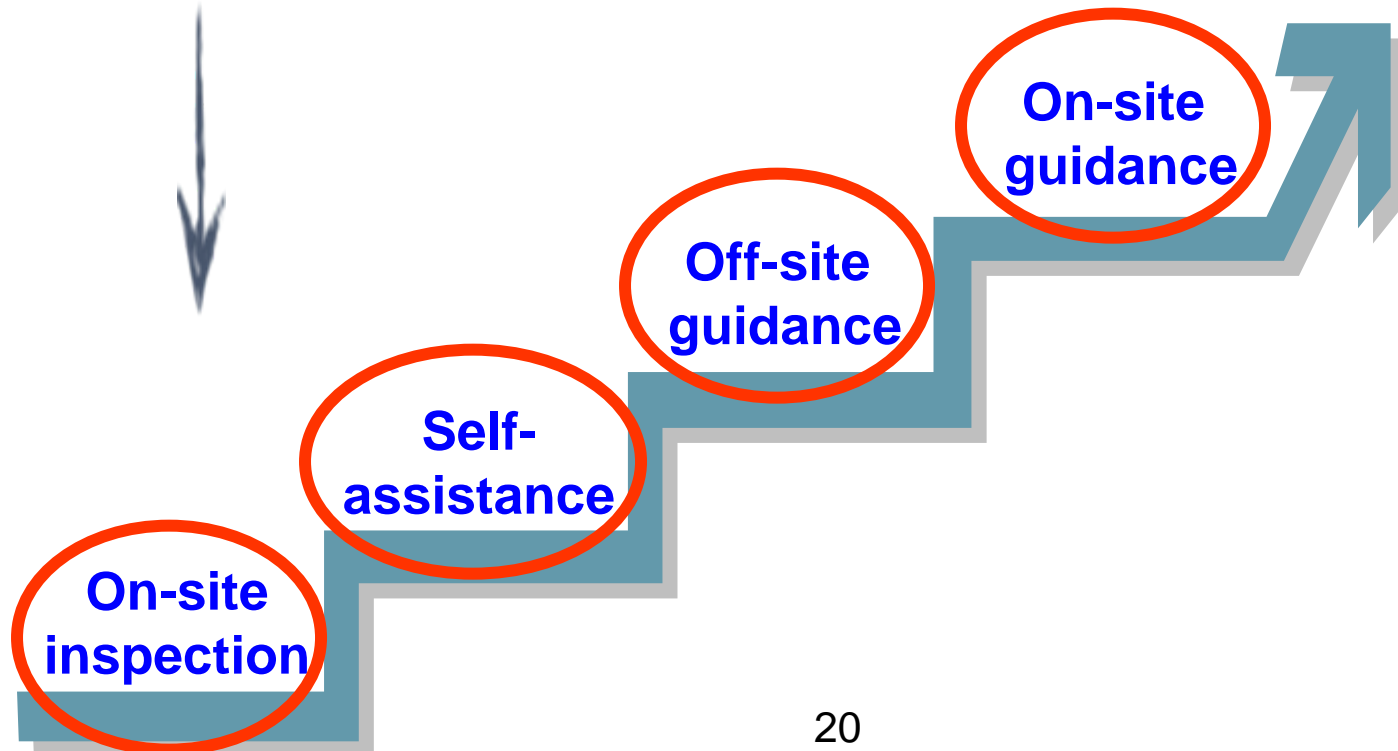 On-site
guidance
Off-site
guidance
Self-
assistance
On-site
inspection
20